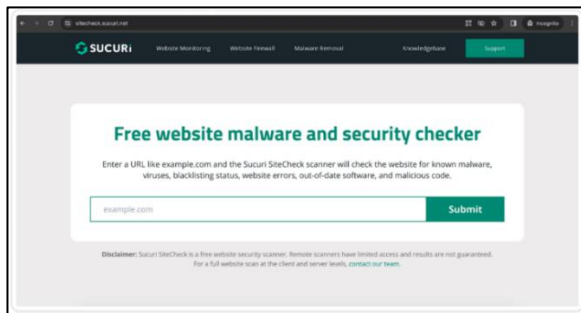 sitecheck.sucuri.net
Incognito
SUCURi
Website Monitoring
Website Firewall
Malware Removal
Knowledgebase
Support
Free website malware and security checker
Enter a URL like example.com and the Sucuri SiteCheck scanner will check the website for known malware,
viruses, blacklisting status, website errors, out-of-date software, and malicious code.
example.com
Submit
Disclaimer: Sucuri SiteCheck is a free website security scanner. Remote scanners have limited access and results are not guaranteed.
For a full website scan at the client and server levels, contact our team.